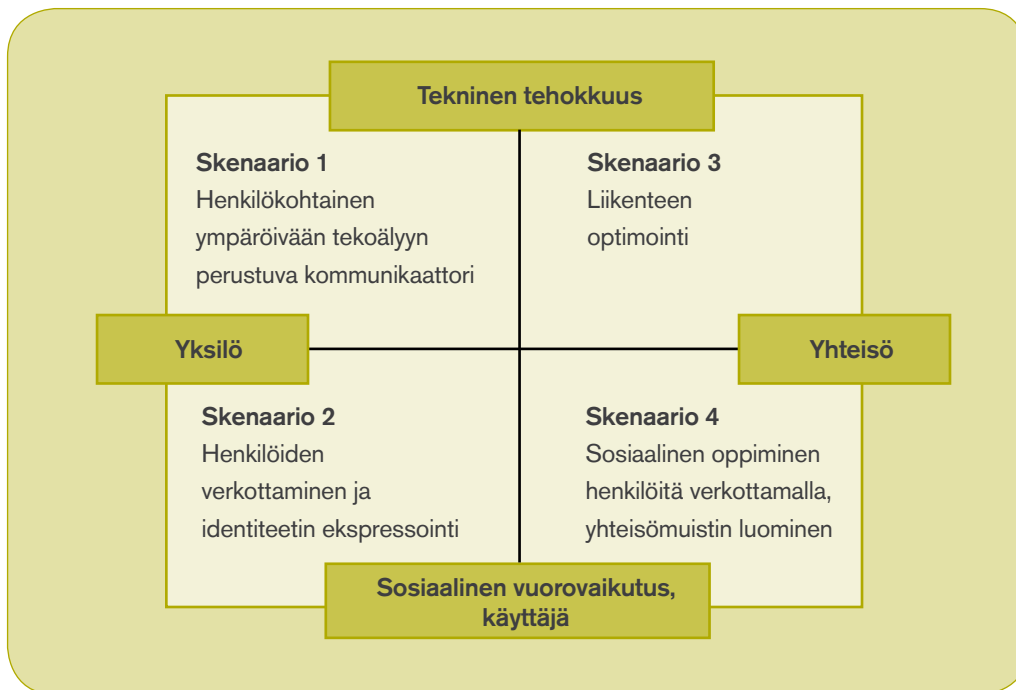 Tekninen tehokkuus
Skenaario 1
Henkilökohtainen
ympäröivään tekoälyyn
perustuva kommunikaattori
Skenaario 3
Liikenteen
optimointi
Yksilö
Yhteisö
Skenaario 2
Henkilöiden
verkottaminen ja
identiteetin ekspressointi
Skenaario 4
Sosiaalinen oppiminen
henkilöitä verkottamalla,
yhteisömuistin luominen
Sosiaalinen vuorovaikutus,
käyttäjä